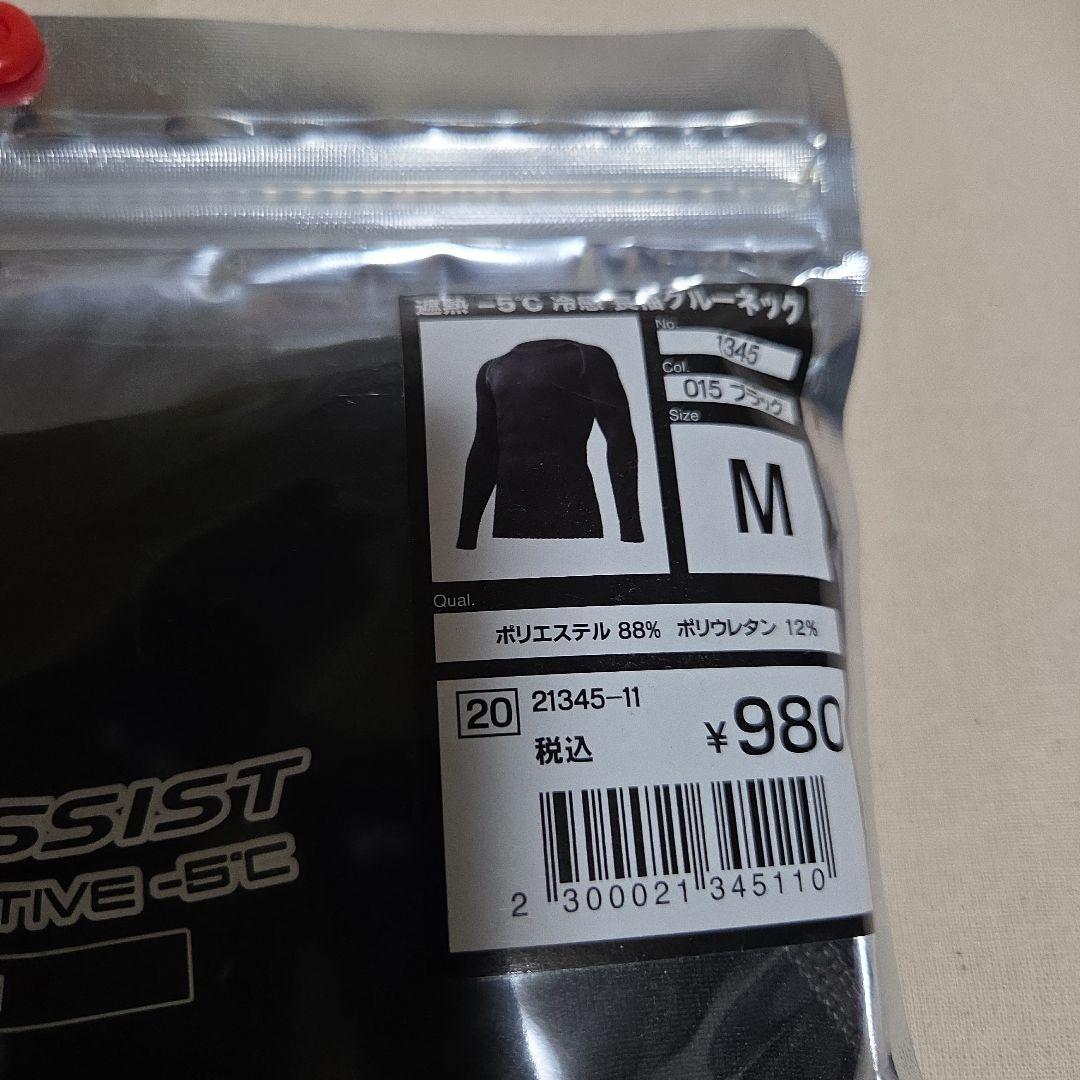 遮熱 -5℃ 冷感 長袖クルーネック
No.
1345
Col.
015 ブラック
Size
M
Qual.
ポリエステル 88% ポリウレタン 12%
20 21345-11
税込 ¥980
2 300021 345110
SSIST
TIVE -5℃